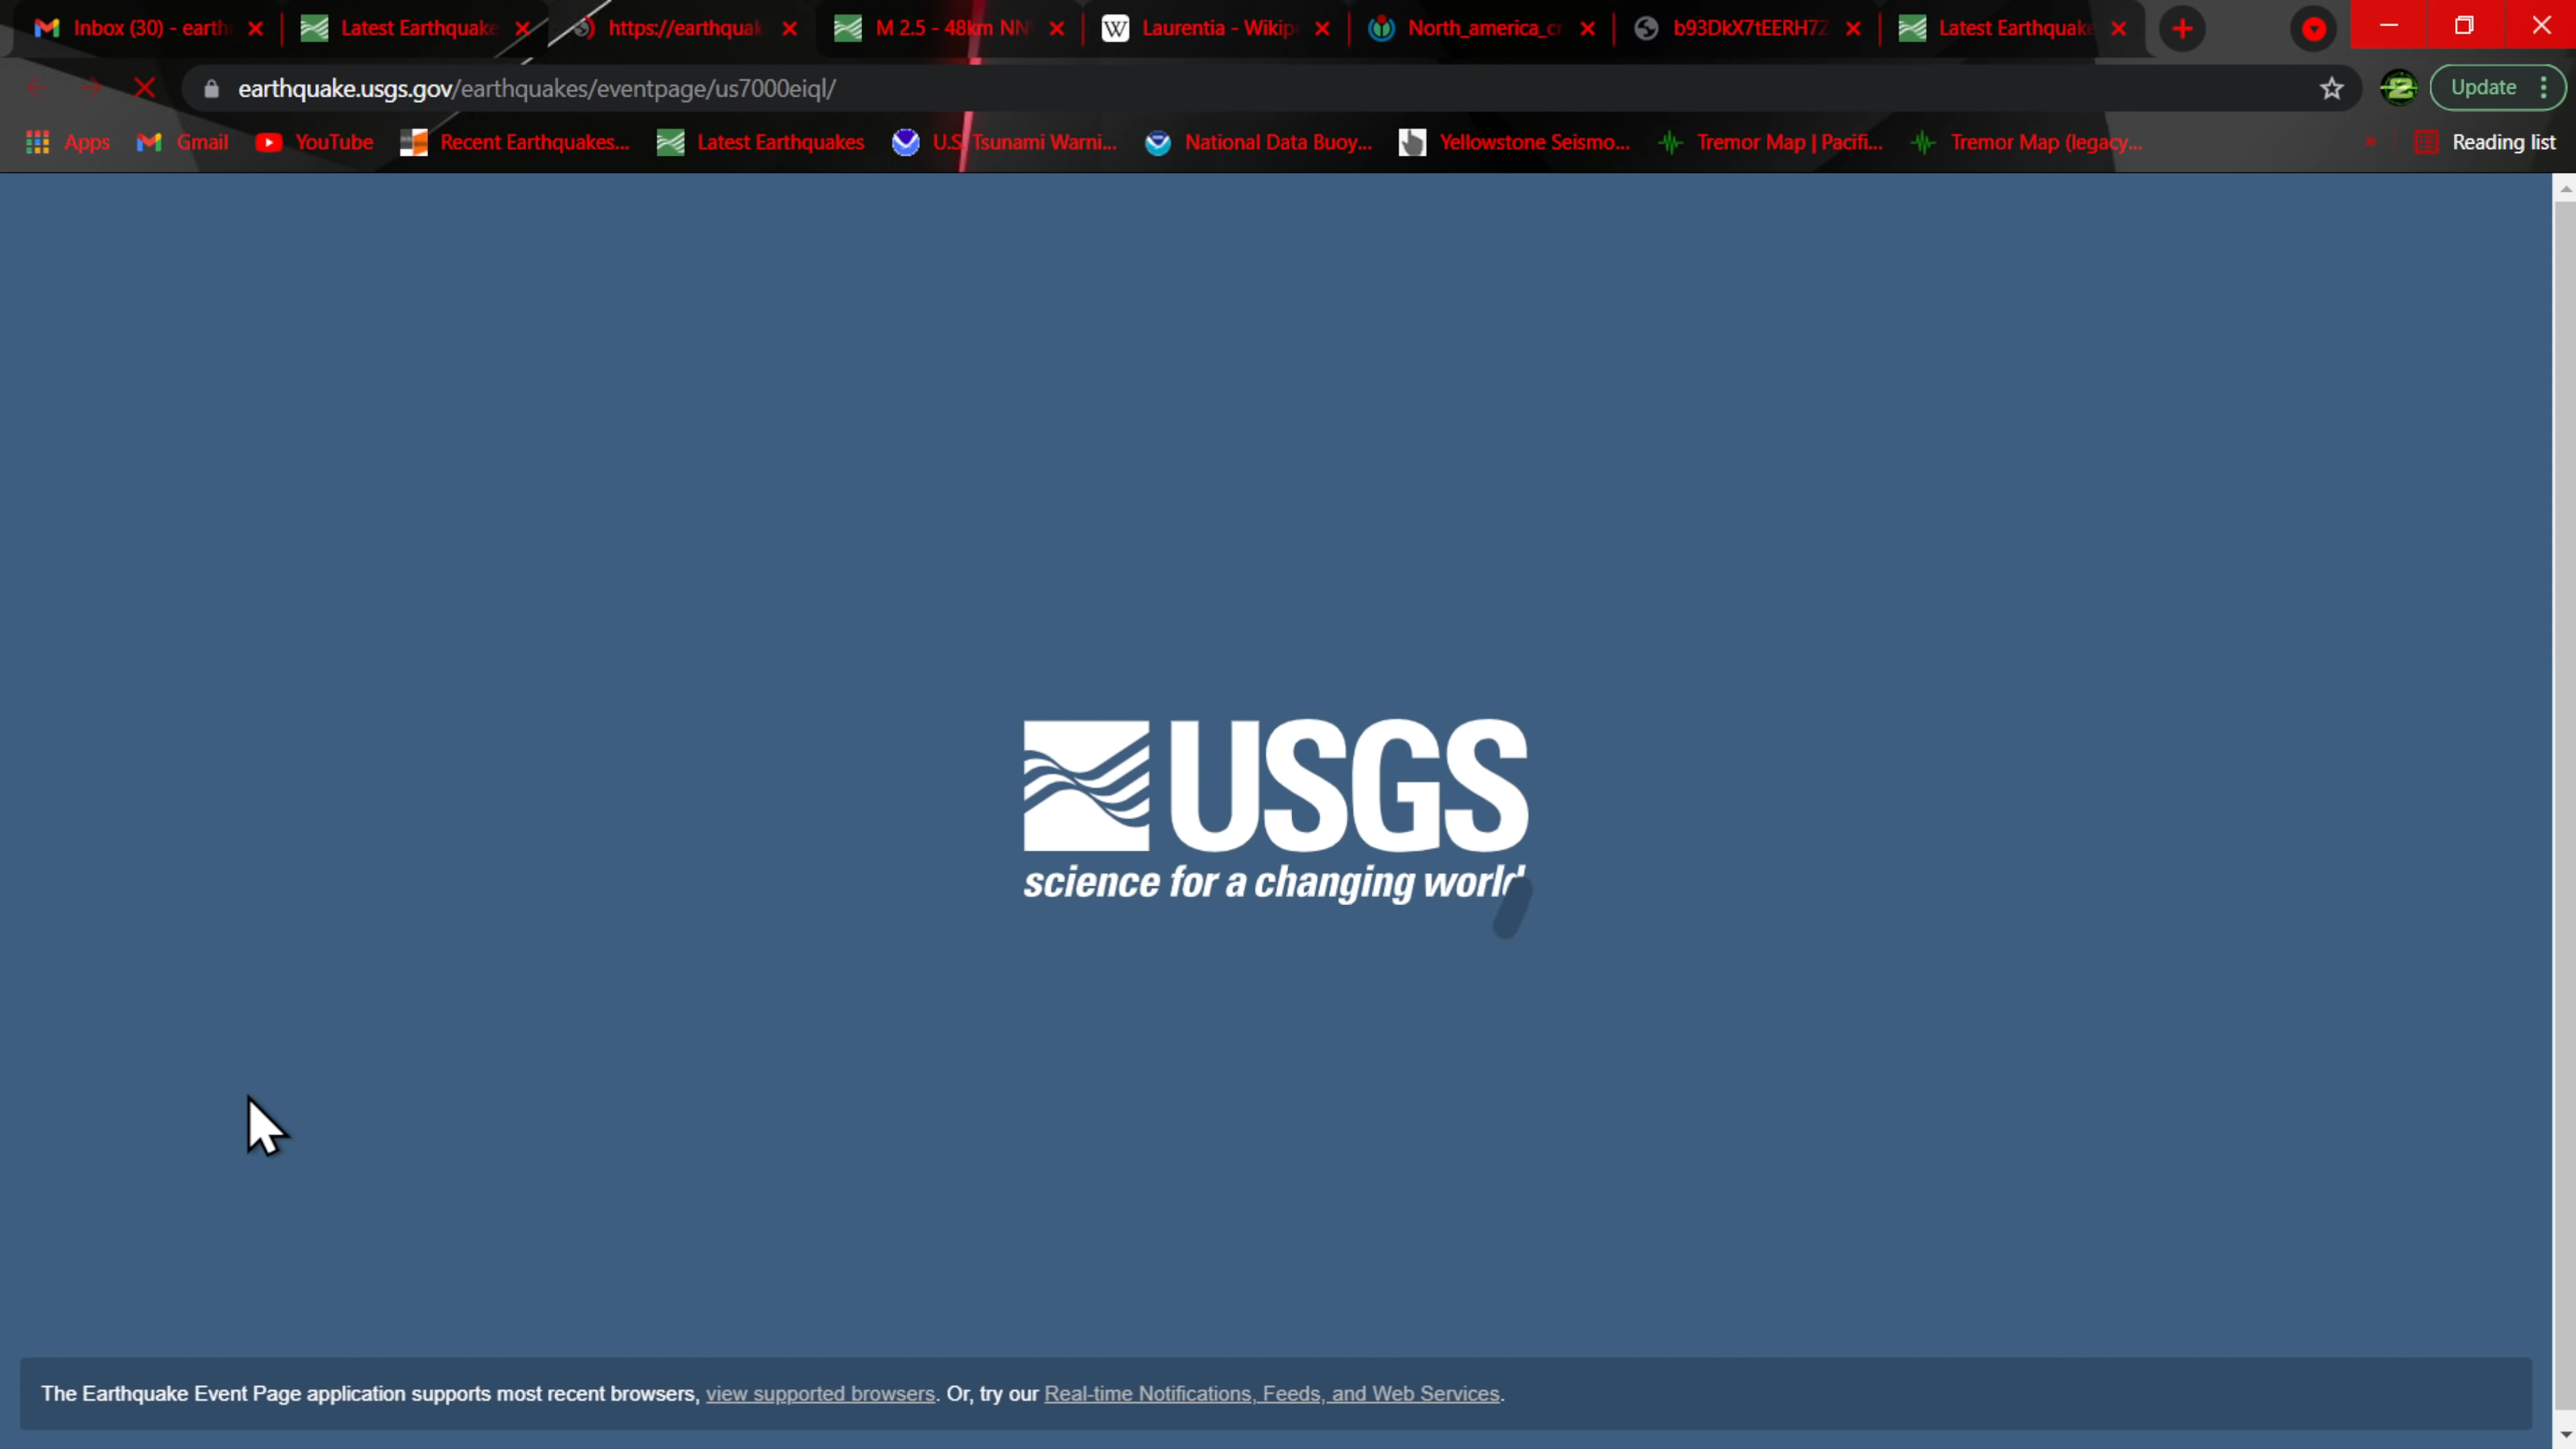 Inbox (30) - earth
Latest Earthquake
https://earthquak
M 2.5 - 48km NN
Laurentia - Wikip
North_america_cr
b93DkX7tEERH7Z
Latest Earthquake
earthquake.usgs.gov/earthquakes/eventpage/us7000eiql/
Update
Apps
Gmail
YouTube
Recent Earthquakes...
Latest Earthquakes
U.S. Tsunami Warni...
National Data Buoy...
Yellowstone Seismo...
Tremor Map | Pacifi...
Tremor Map (legacy...
»
Reading list
USGS
science for a changing world
The Earthquake Event Page application supports most recent browsers, view supported browsers. Or, try our Real-time Notifications, Feeds, and Web Services.